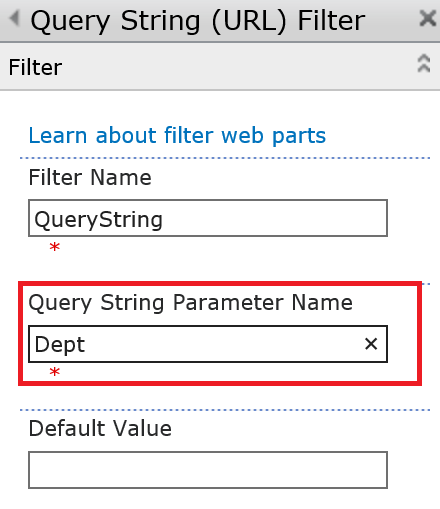 Query String (URL) Filter
Filter
Learn about filter web parts
Filter Name
QueryString
*
Query String Parameter Name
Dept
*
Default Value